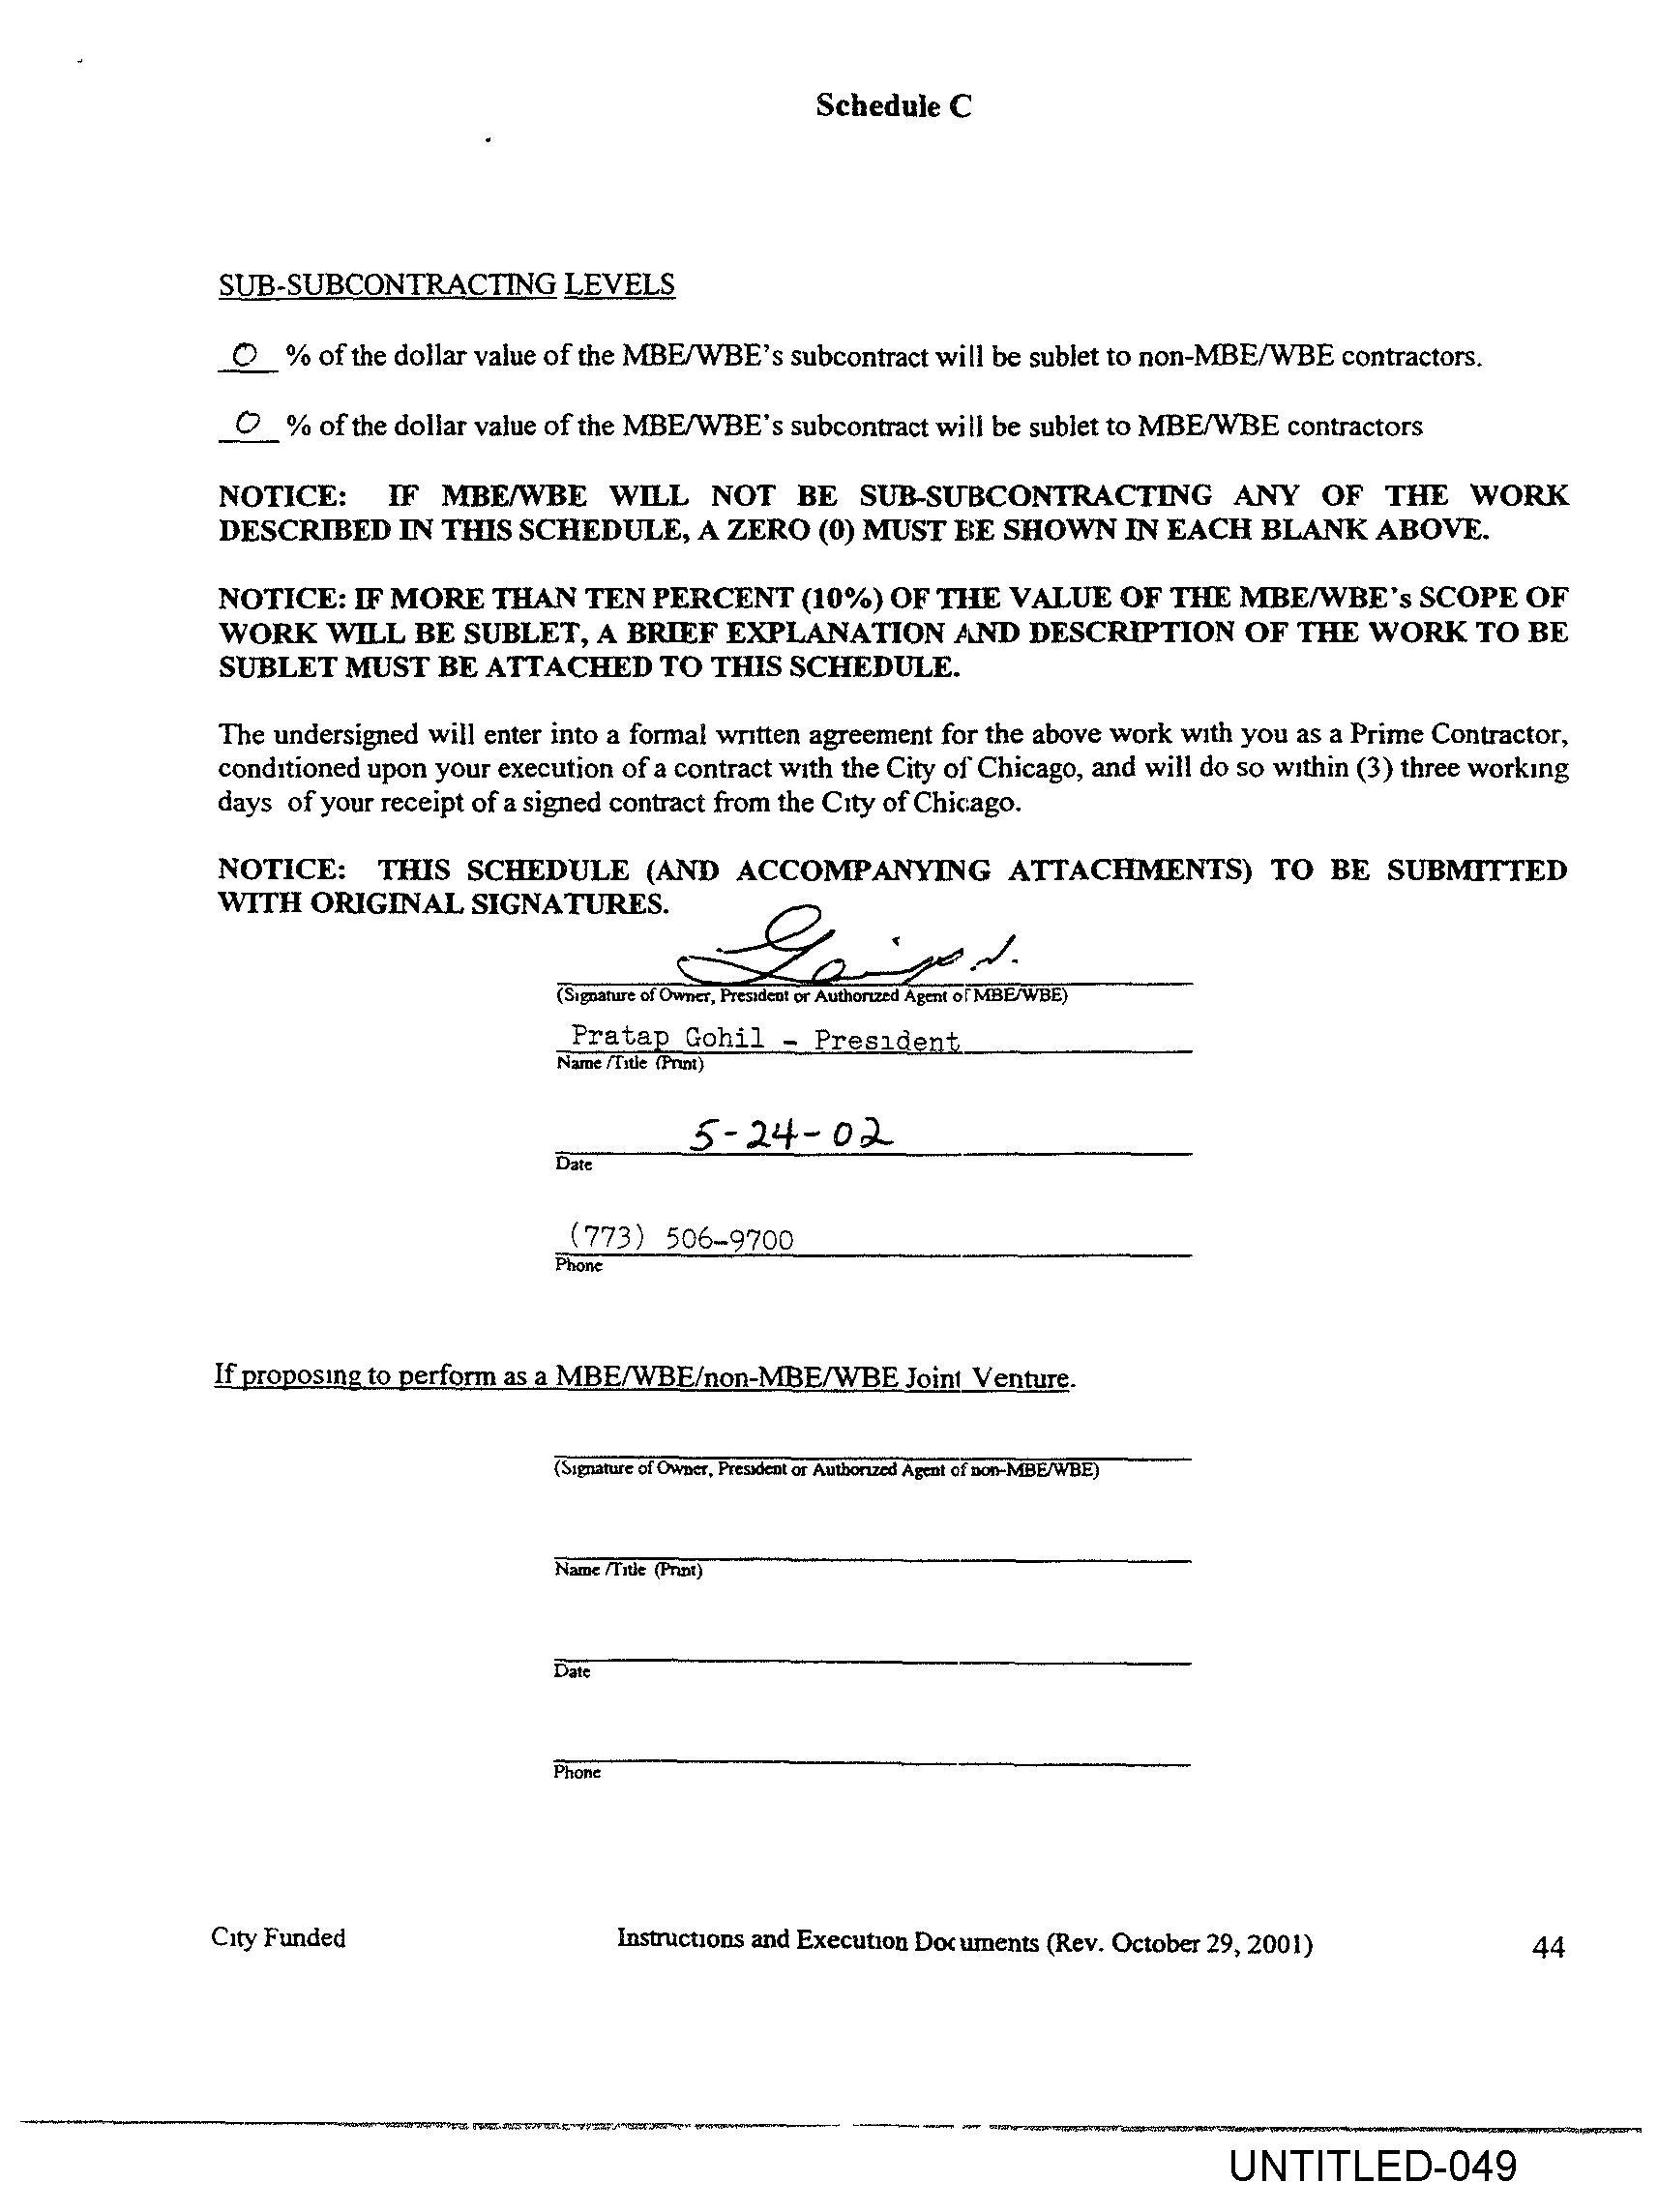 Schedule C
SUB-SUBCONTRACTING LEVELS
0 % of the dollar value of the MBE/WBE's subcontract will be sublet to non-MBE/WBE contractors.
0 % of the dollar value of the MBE/WBE's subcontract will be sublet to MBE/WBE contractors
NOTICE: IF MBE/WBE WILL NOT BE SUB-SUBCONTRACTING ANY OF THE WORK
DESCRIBED IN THIS SCHEDULE, A ZERO (0) MUST BE SHOWN IN EACH BLANK ABOVE.
NOTICE: IF MORE THAN TEN PERCENT (10%) OF THE VALUE OF THE MBE/WBE's SCOPE OF
WORK WILL BE SUBLET, A BRIEF EXPLANATION AND DESCRIPTION OF THE WORK TO BE
SUBLET MUST BE ATTACHED TO THIS SCHEDULE.
The undersigned will enter into a formal written agreement for the above work with you as a Prime Contractor,
conditioned upon your execution of a contract with the City of Chicago, and will do so within (3) three working
days of your receipt of a signed contract from the City of Chicago.
NOTICE: THIS SCHEDULE (AND ACCOMPANYING ATTACHMENTS) TO BE SUBMITTED
WITH ORIGINAL SIGNATURES.
(Signature of Owner, President or Authorized Agent of MBE/WBE)
Pratap Gohil - President
Name /Title (Print)
5-24-02
Date
(773) 506-9700
Phone
If proposing to perform as a MBE/WBE/non-MBE/WBE Joint Venture.
(Signature of Owner, President or Authorized Agent of non-MBE/WBE)
Name /Title (Print)
Date
Phone
City Funded Instructions and Execution Documents (Rev. October 29, 2001) 44
UNTITLED-049